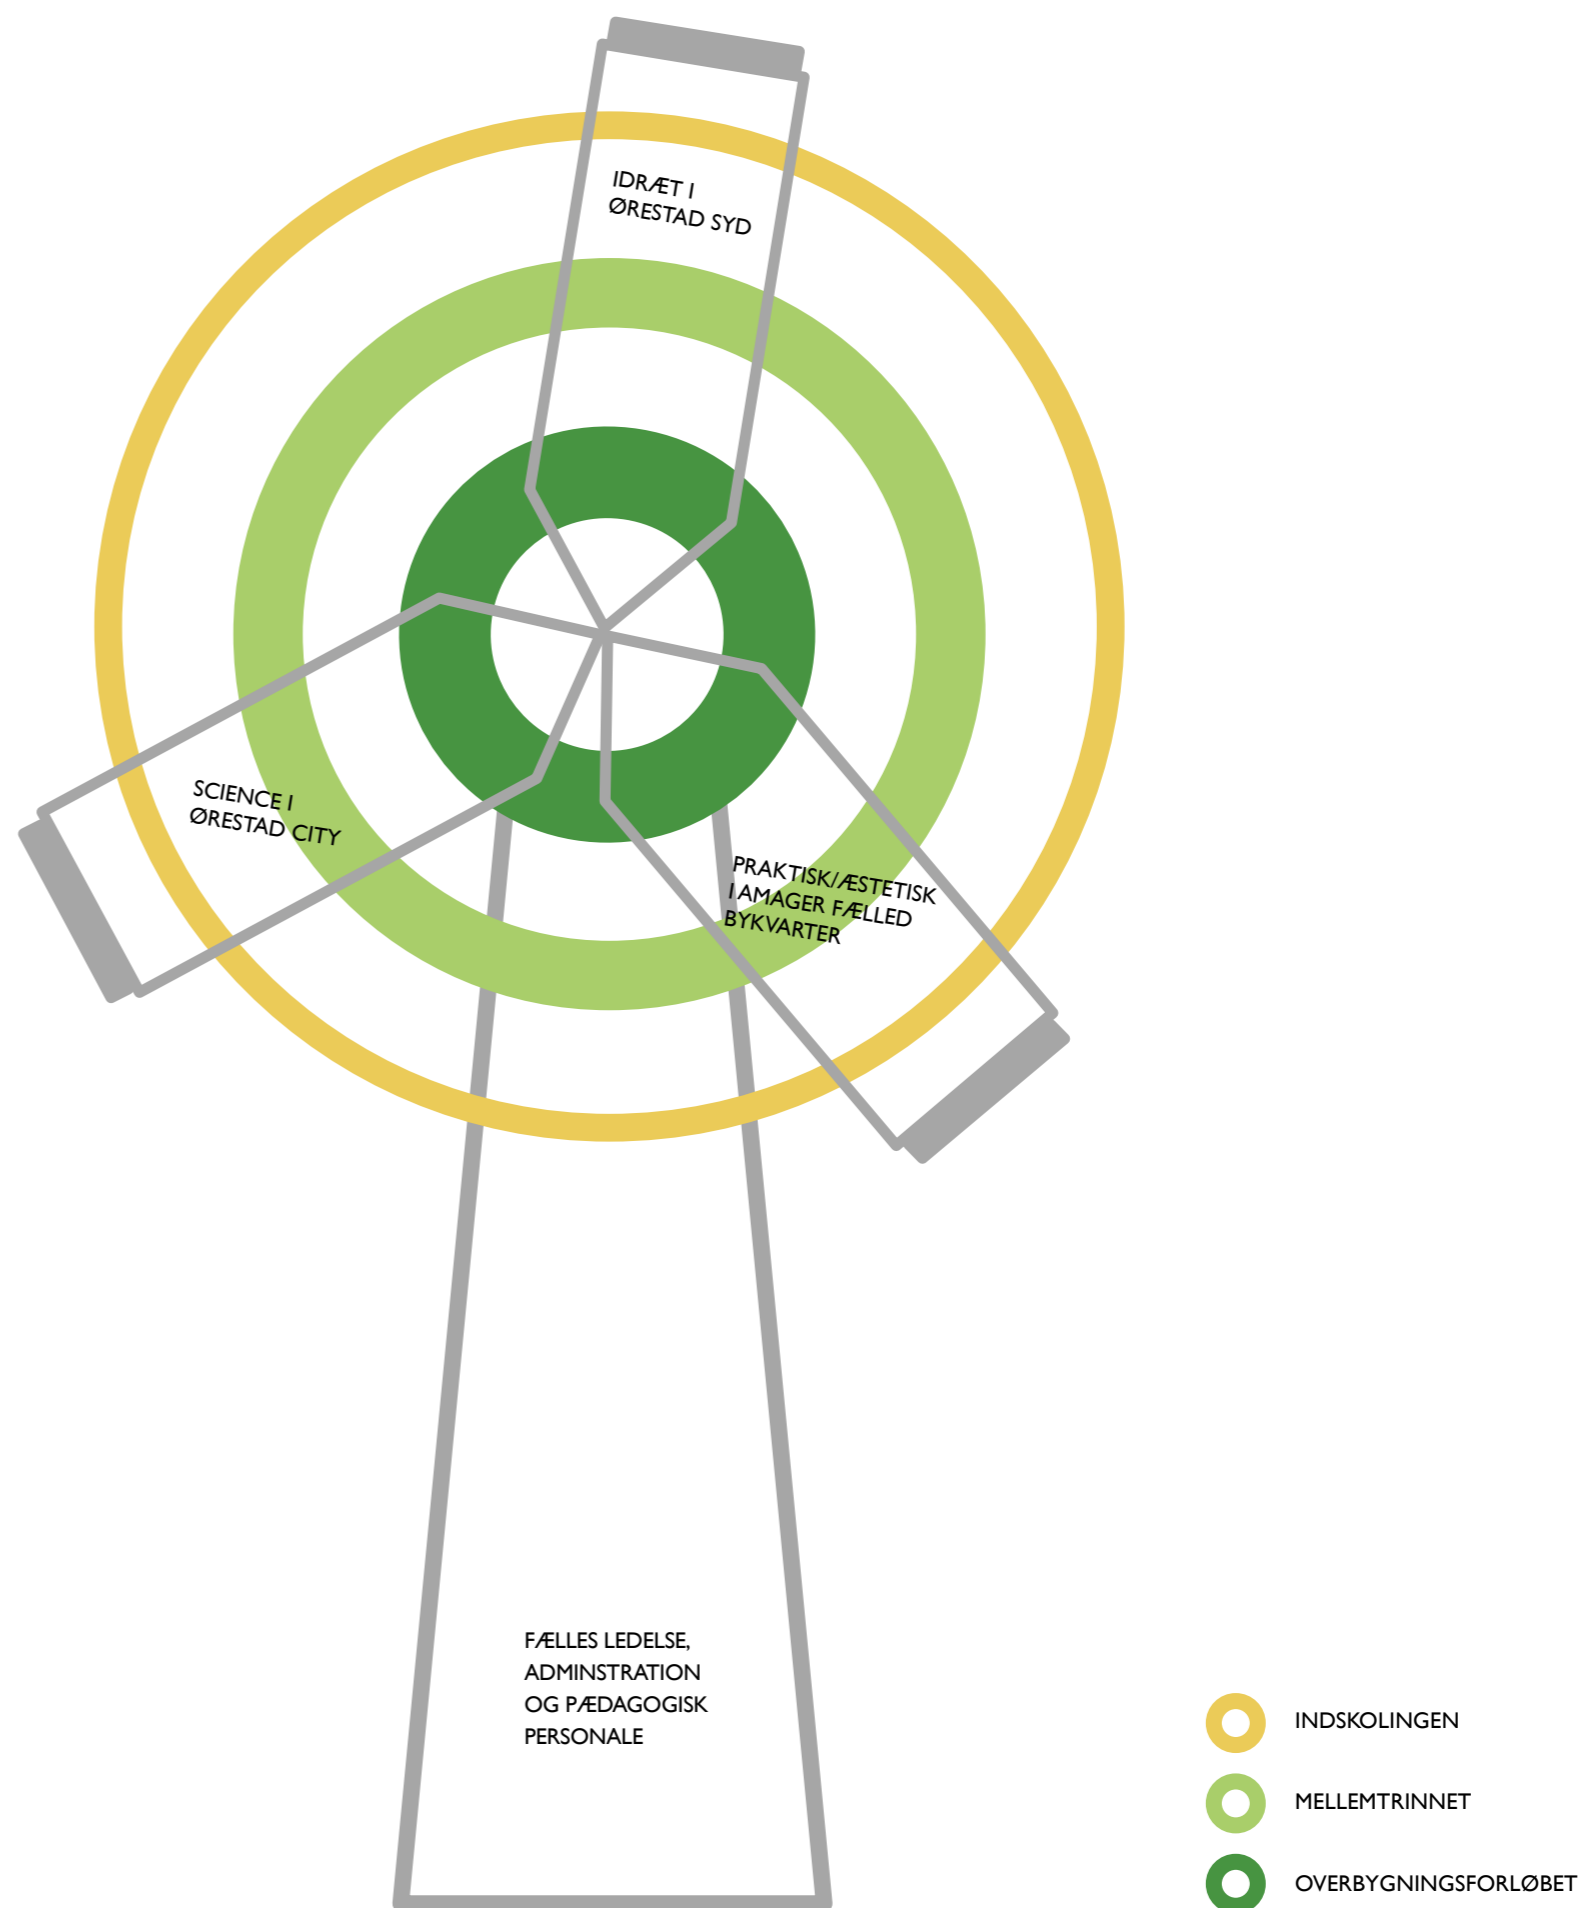 IDRÆT I
ØRESTAD SYD
SCIENCE I
ØRESTAD CITY
PRAKTISK/ÆSTETISK
I AMAGER FÆLLED
BYKVARTER
FÆLLES LEDELSE,
ADMINSTRATION
OG PÆDAGOGISK
PERSONALE
INDSKOLINGEN
MELLEMTRINNET
OVERBYGNINGSFORLØBET